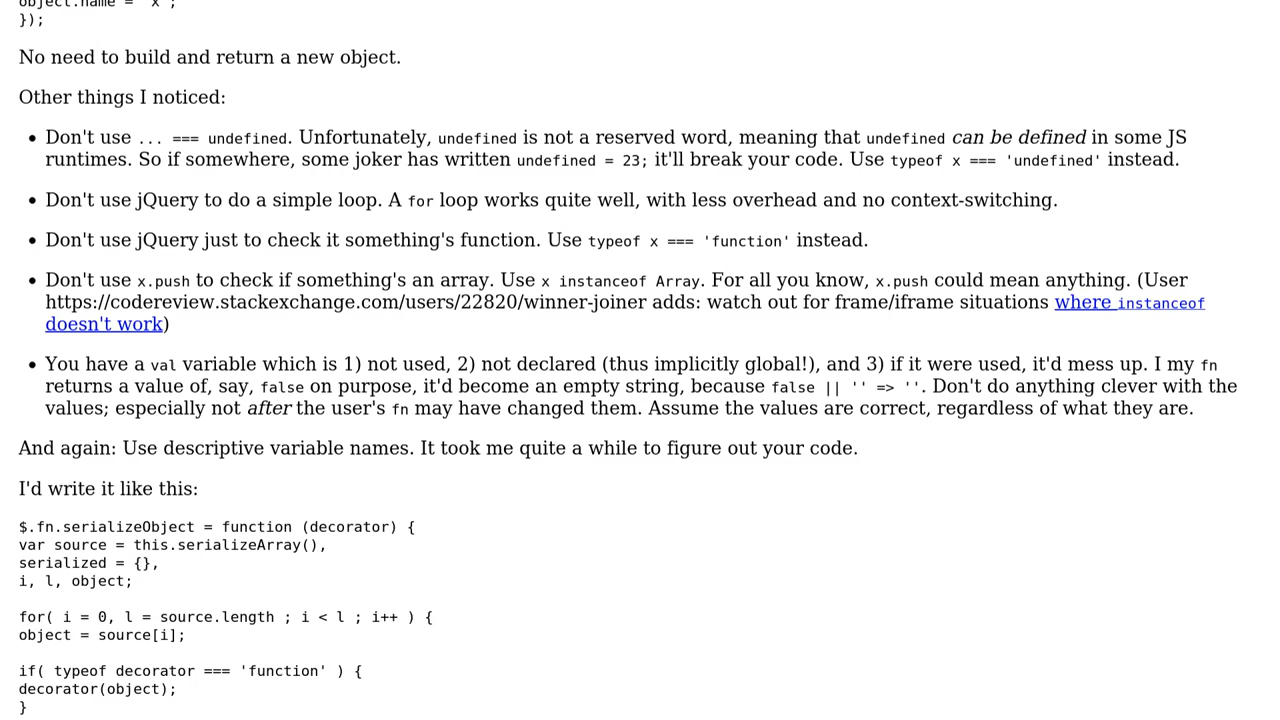 object.name = "x";
});
No need to build and return a new object.
Other things I noticed:
• Don't use ... === undefined. Unfortunately, undefined is not a reserved word, meaning that undefined can be defined in some JS
runtimes. So if somewhere, some joker has written undefined = 23; it'll break your code. Use typeof x === 'undefined' instead.
• Don't use jQuery to do a simple loop. A for loop works quite well, with less overhead and no context-switching.
• Don't use jQuery just to check it something's function. Use typeof x === 'function' instead.
• Don't use x.push to check if something's an array. Use x instanceof Array. For all you know, x.push could mean anything. (User
https://codereview.stackexchange.com/users/22820/winner-joiner adds: watch out for frame/iframe situations where instanceof
doesn't work)
• You have a val variable which is 1) not used, 2) not declared (thus implicitly global!), and 3) if it were used, it'd mess up. I my fn
returns a value of, say, false on purpose, it'd become an empty string, because false || '' => ''. Don't do anything clever with the
values; especially not after the user's fn may have changed them. Assume the values are correct, regardless of what they are.
And again: Use descriptive variable names. It took me quite a while to figure out your code.
I'd write it like this:
$.fn.serializeObject = function (decorator) {
var source = this.serializeArray(),
serialized = {},
i, l, object;
for( i = 0, l = source.length ; i < l ; i++ ) {
object = source[i];
if( typeof decorator === 'function' ) {
decorator(object);
}